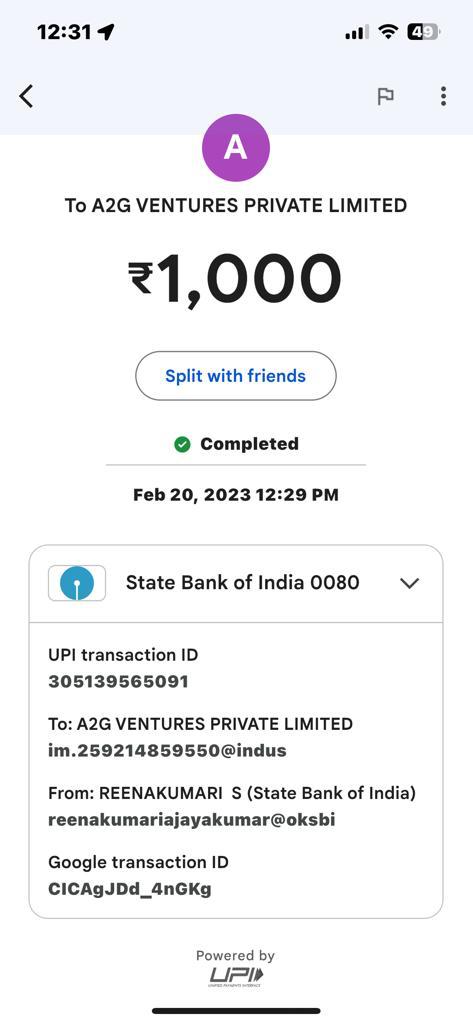 12:31
49
A
To A2G VENTURES PRIVATE LIMITED
₹1,000
Split with friends
Completed
Feb 20, 2023 12:29 PM
State Bank of India 0080
UPI transaction ID
305139565091
To: A2G VENTURES PRIVATE LIMITED
im.259214859550@indus
From: REENAKUMARI  S (State Bank of India)
reenakumariajayakumar@oksbi
Google transaction ID
CICAgJDd_4nGKg
Powered by
UPI
UNIFIED PAYMENTS INTERFACE